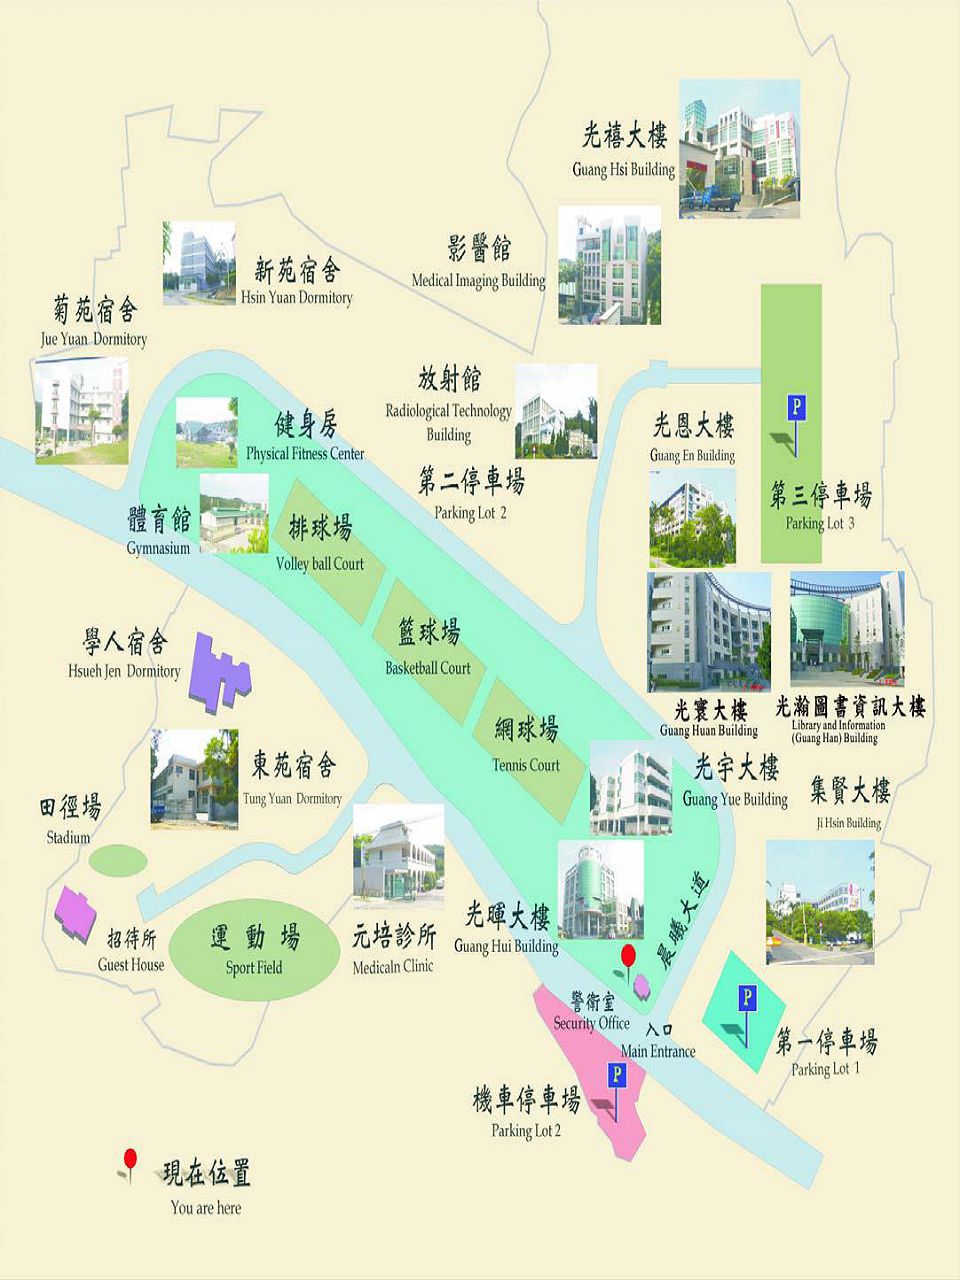 光禧大樓
Guang Hsi Building
影醫館
Medical Imaging Building
新苑宿舍
Hsin Yuan Dormitory
菊苑宿舍
Jue Yuan Dormitory
放射館
Radiological Technology
Building
健身房
Physical Fitness Center
光恩大樓
Guang En Building
P
第二停車場
Parking Lot 2
第三停車場
Parking Lot 3
體育館
Gymnasium
排球場
Volley ball Court
籃球場
Basketball Court
學人宿舍
Hsueh Jen Dormitory
光寰大樓
Guang Huan Building
光瀚圖書資訊大樓
Library and Information
(Guang Han) Building
網球場
Tennis Court
東苑宿舍
Tung Yuan Dormitory
光宇大樓
Guang Yue Building
集賢大樓
Ji Hsin Building
田徑場
Stadium
光暉大樓
Guang Hui Building
晨曦大道
招待所
Guest House
運動場
Sport Field
元培診所
Medicaln Clinic
警衛室
Security Office
入口
Main Entrance
P
第一停車場
Parking Lot 1
P
機車停車場
Parking Lot 2
現在位置
You are here